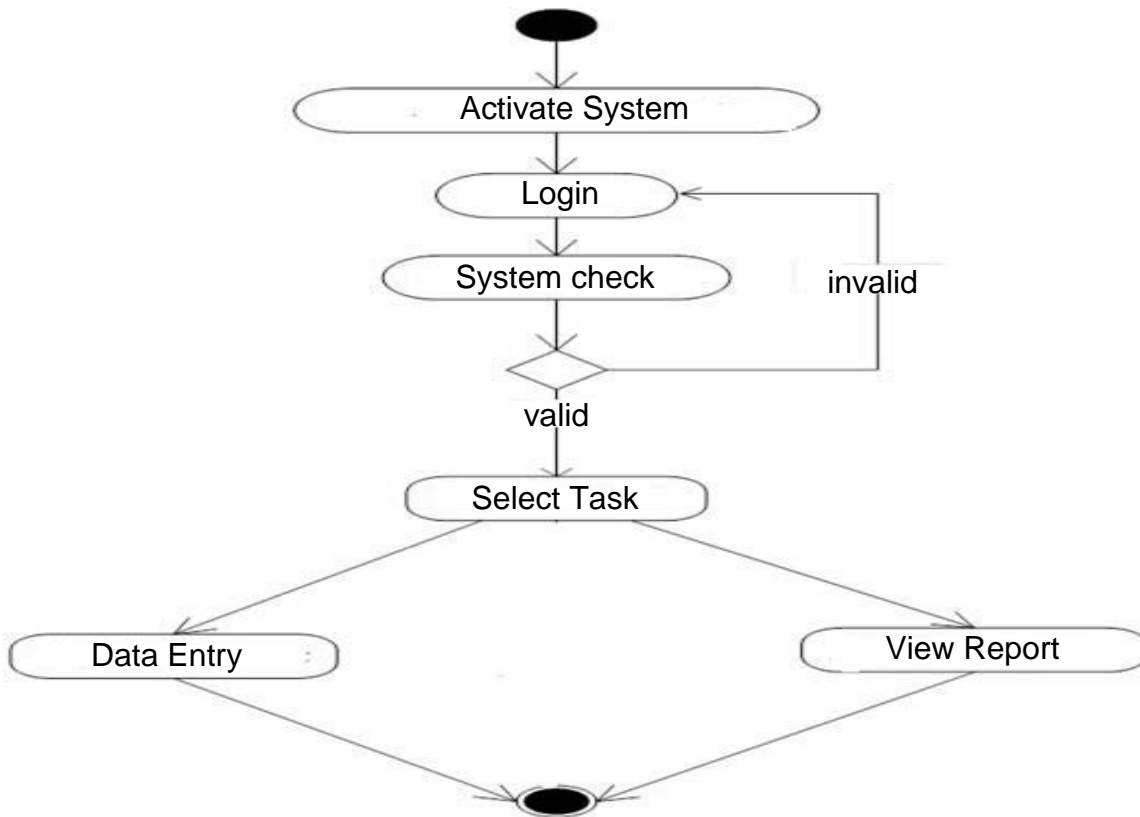 Activate System
Login
System check
invalid
valid
Select Task
Data Entry
View Report